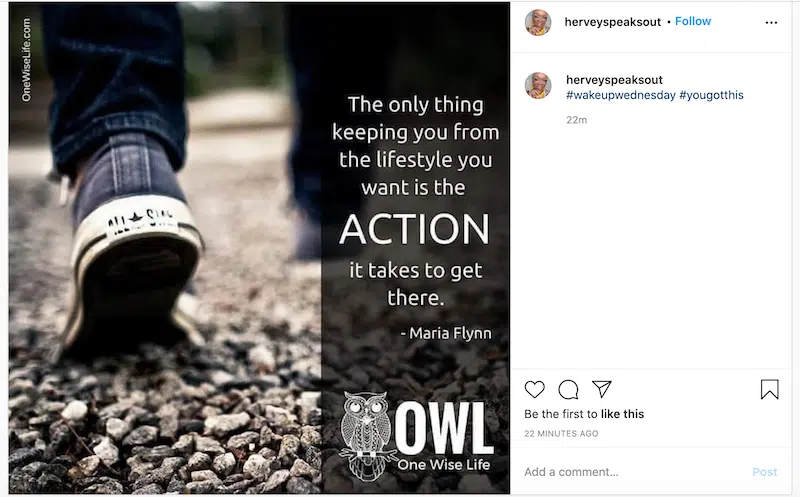 OneWiseLife.com
ALL STAR
The only thing
keeping you from
the lifestyle you
want is the
ACTION
it takes to get
there.
- Maria Flynn
OWL
One Wise Life
herveyspeaksout • Follow
herveyspeaksout
#wakeupwednesday #yougotthis
22m
Be the first to like this
22 MINUTES AGO
Add a comment...
Post